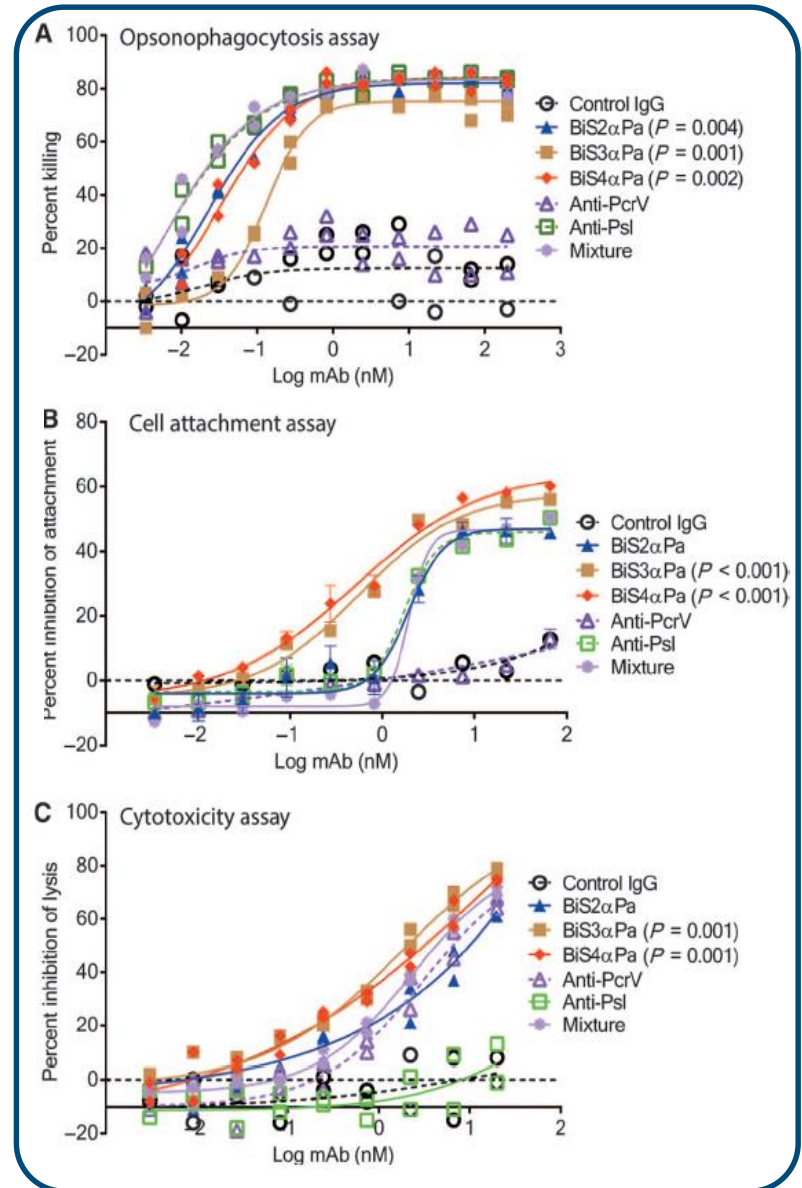 A Opsonophagocytosis assay
100
80
60
40
20
0
–20
Percent killing
–2 –1 0 1 2 3
Log mAb (nM)
Control IgG
BiS2αPa (P = 0.004)
BiS3αPa (P = 0.001)
BiS4αPa (P = 0.002)
Anti-PcrV
Anti-Psl
Mixture
B Cell attachment assay
80
60
40
20
0
–20
Percent inhibition of attachment
–2 –1 0 1 2
Log mAb (nM)
Control IgG
BiS2αPa
BiS3αPa (P < 0.001)
BiS4αPa (P < 0.001)
Anti-PcrV
Anti-Psl
Mixture
C Cytotoxicity assay
100
80
60
40
20
0
–20
Percent inhibition of lysis
–2 –1 0 1 2
Log mAb (nM)
Control IgG
BiS2αPa
BiS3αPa (P = 0.001)
BiS4αPa (P = 0.001)
Anti-PcrV
Anti-Psl
Mixture